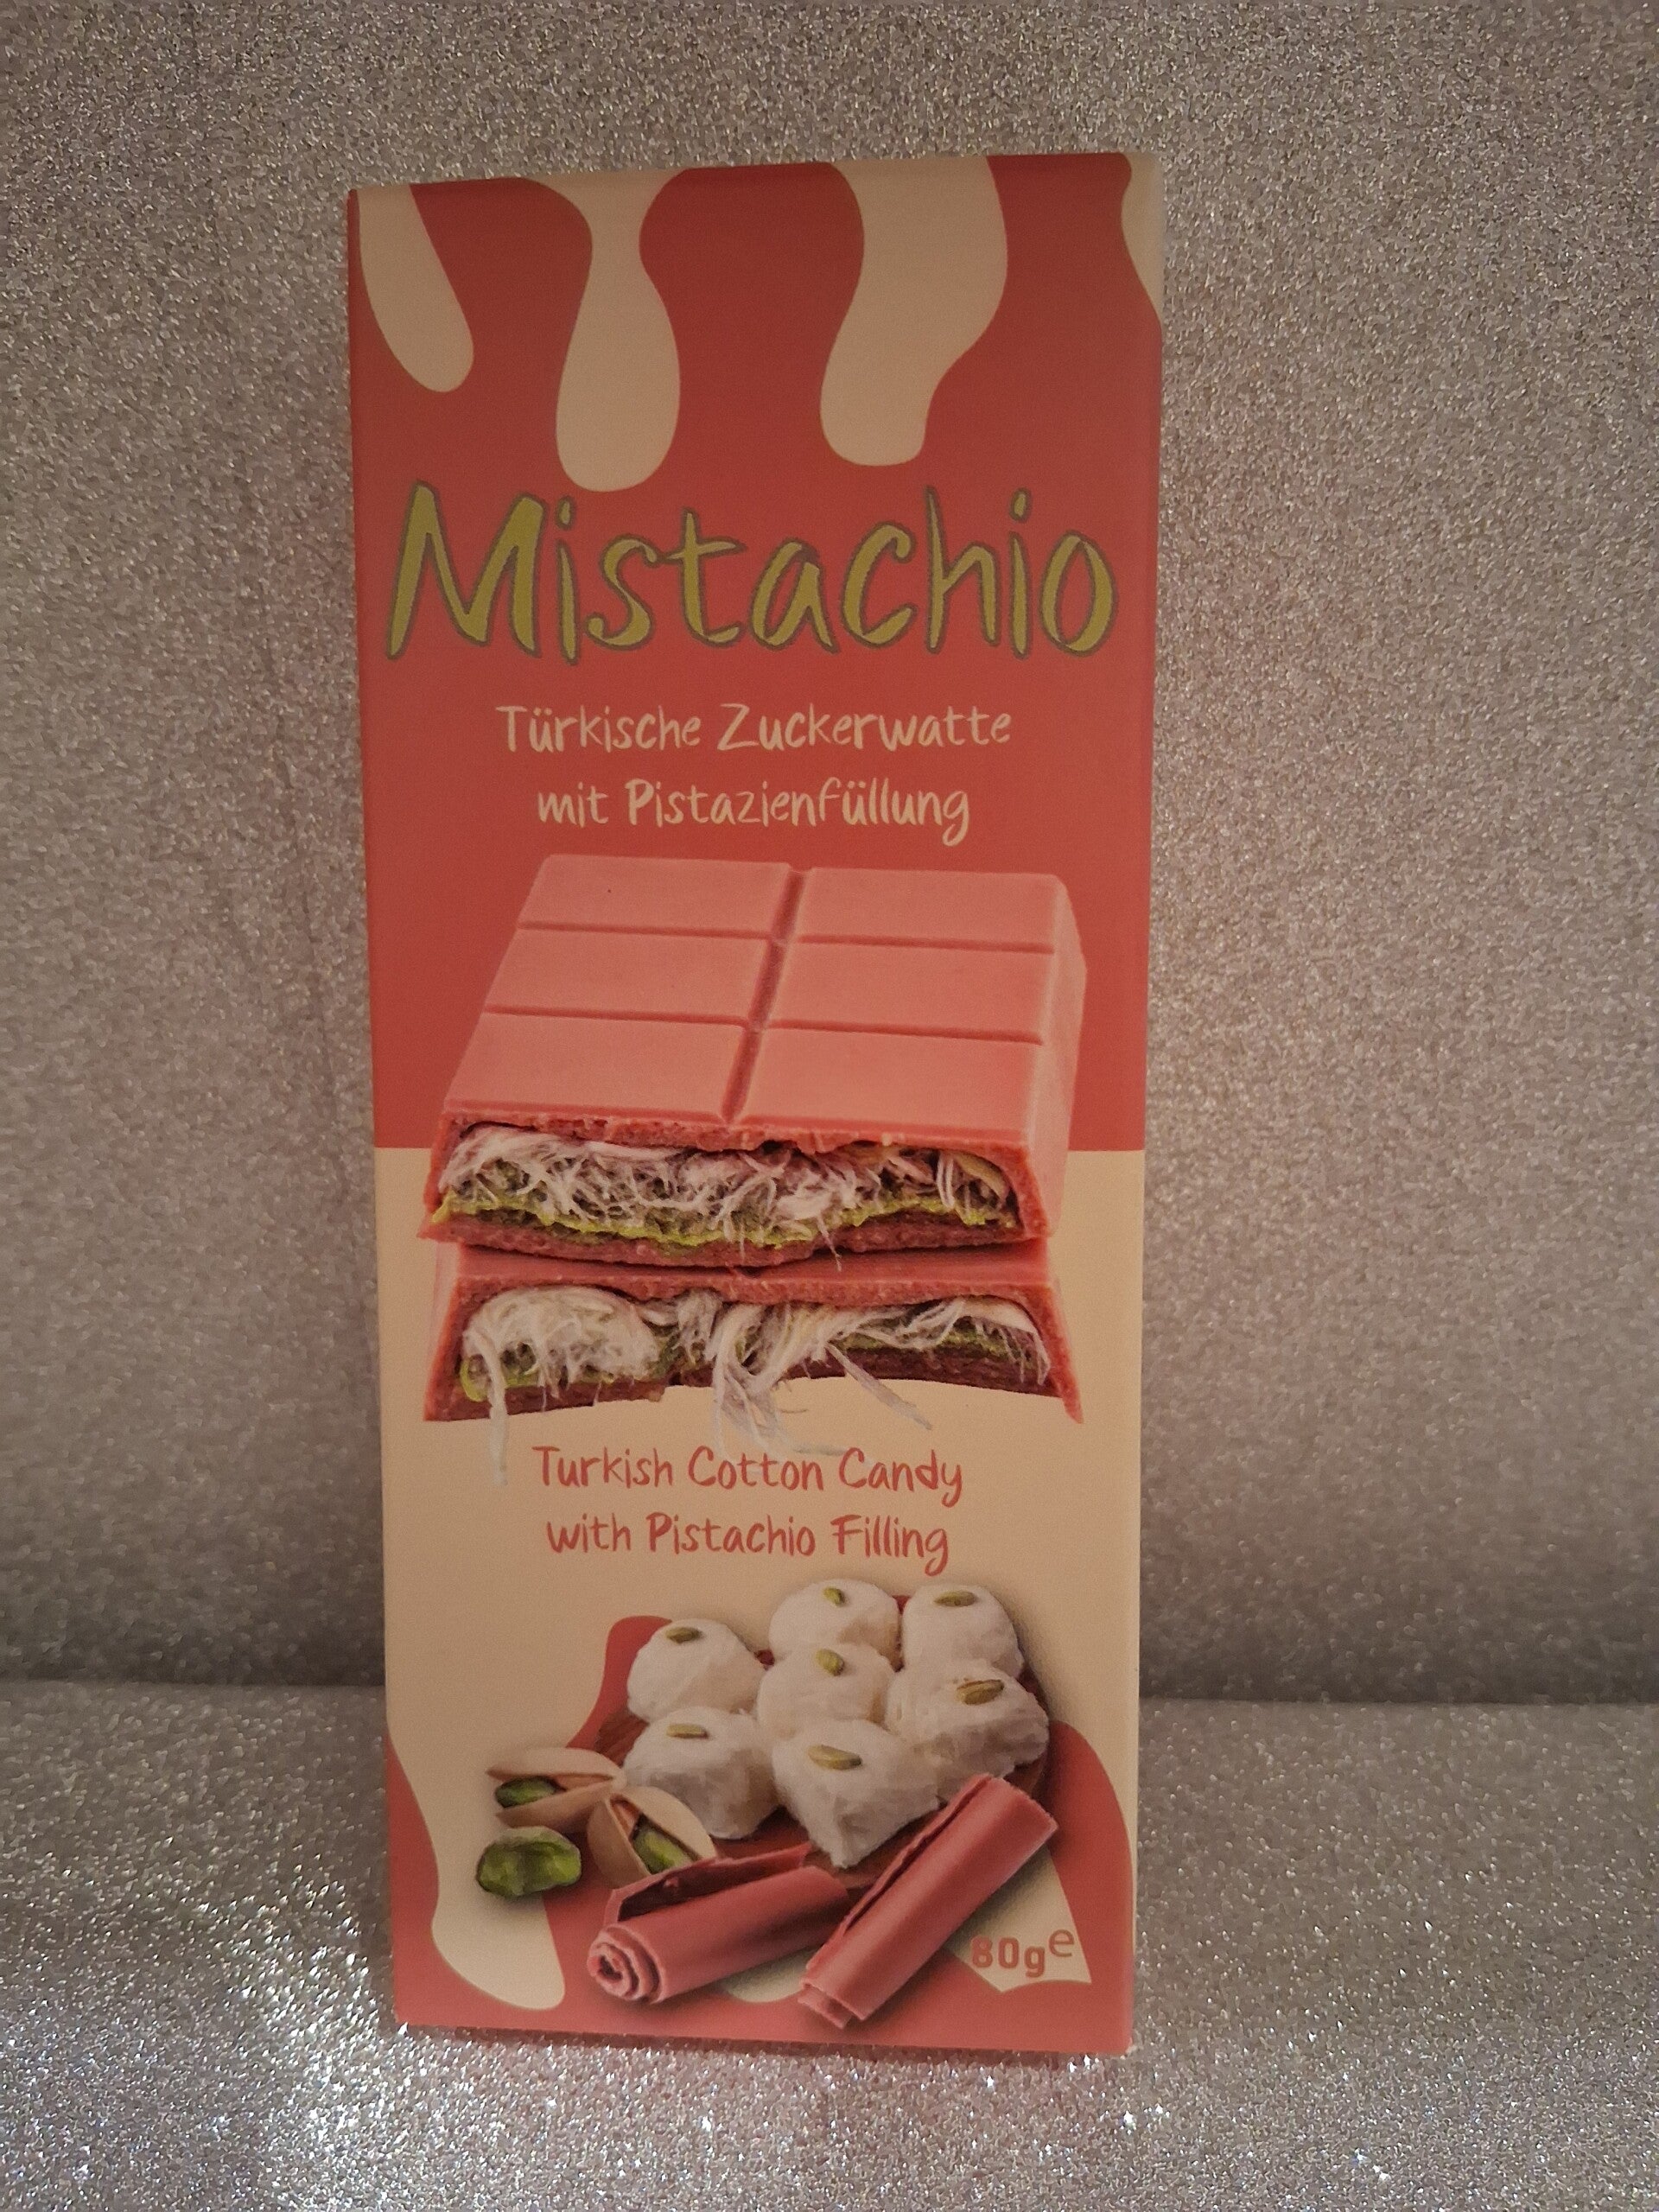 Mistachio
Türkische Zuckerwatte
mit Pistazienfüllung
Turkish Cotton Candy
with Pistachio Filling
80g℮